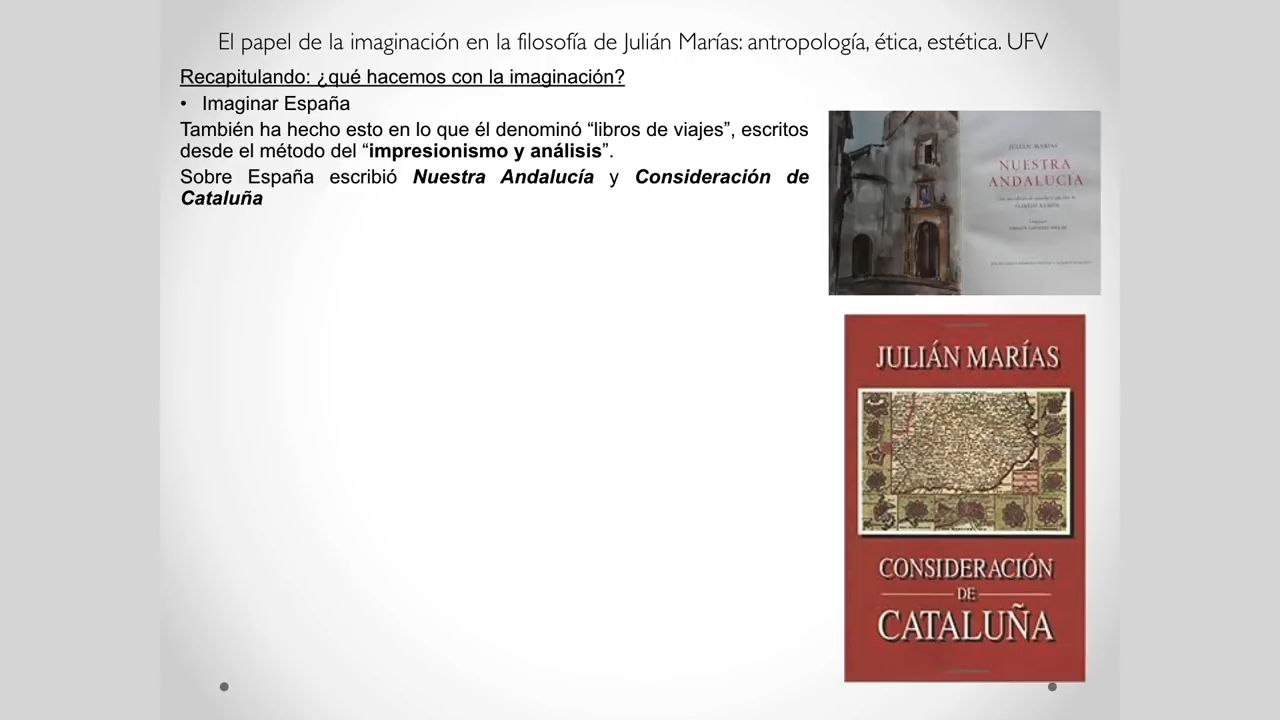 El papel de la imaginación en la filosofía de Julián Marías: antropología, ética, estética. UFV
Recapitulando: ¿qué hacemos con la imaginación?
• Imaginar España
También ha hecho esto en lo que él denominó “libros de viajes”, escritos
desde el método del “impresionismo y análisis”.
Sobre España escribió Nuestra Andalucía y Consideración de
Cataluña
JULIÁN MARÍAS
NUESTRA
ANDALUCIA
JULIÁN MARÍAS
CONSIDERACIÓN
DE
CATALUÑA